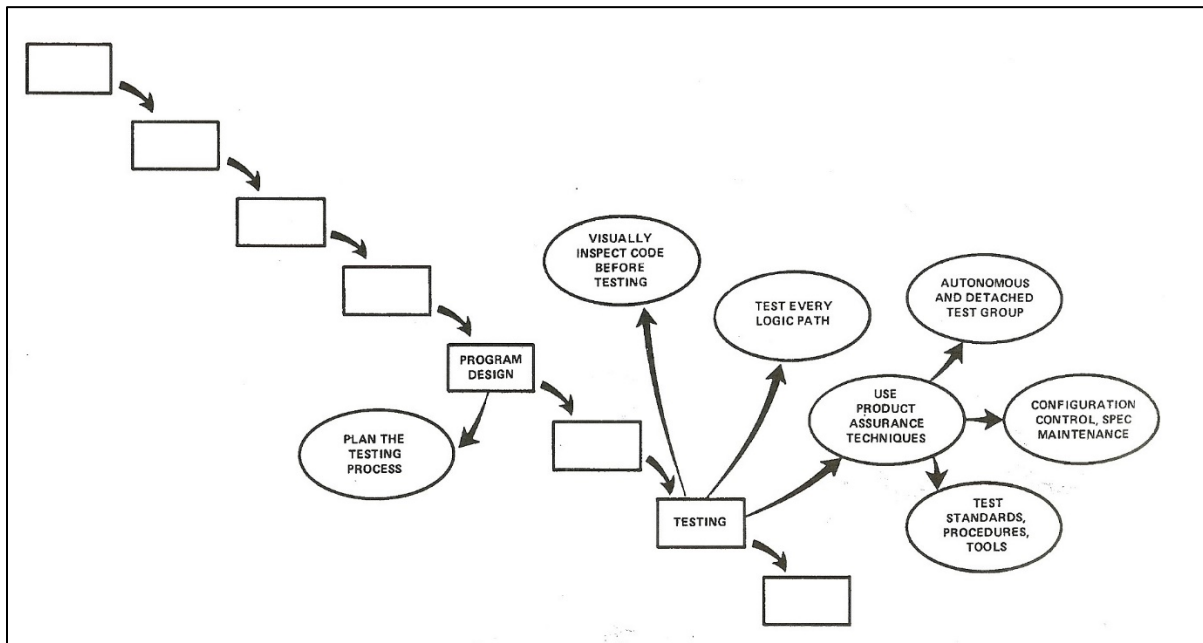 VISUALLY
INSPECT CODE
BEFORE
TESTING
TEST EVERY
LOGIC PATH
AUTONOMOUS
AND DETACHED
TEST GROUP
PROGRAM
DESIGN
USE
PRODUCT
ASSURANCE
TECHNIQUES
CONFIGURATION
CONTROL, SPEC
MAINTENANCE
PLAN THE
TESTING
PROCESS
TESTING
TEST
STANDARDS,
PROCEDURES,
TOOLS